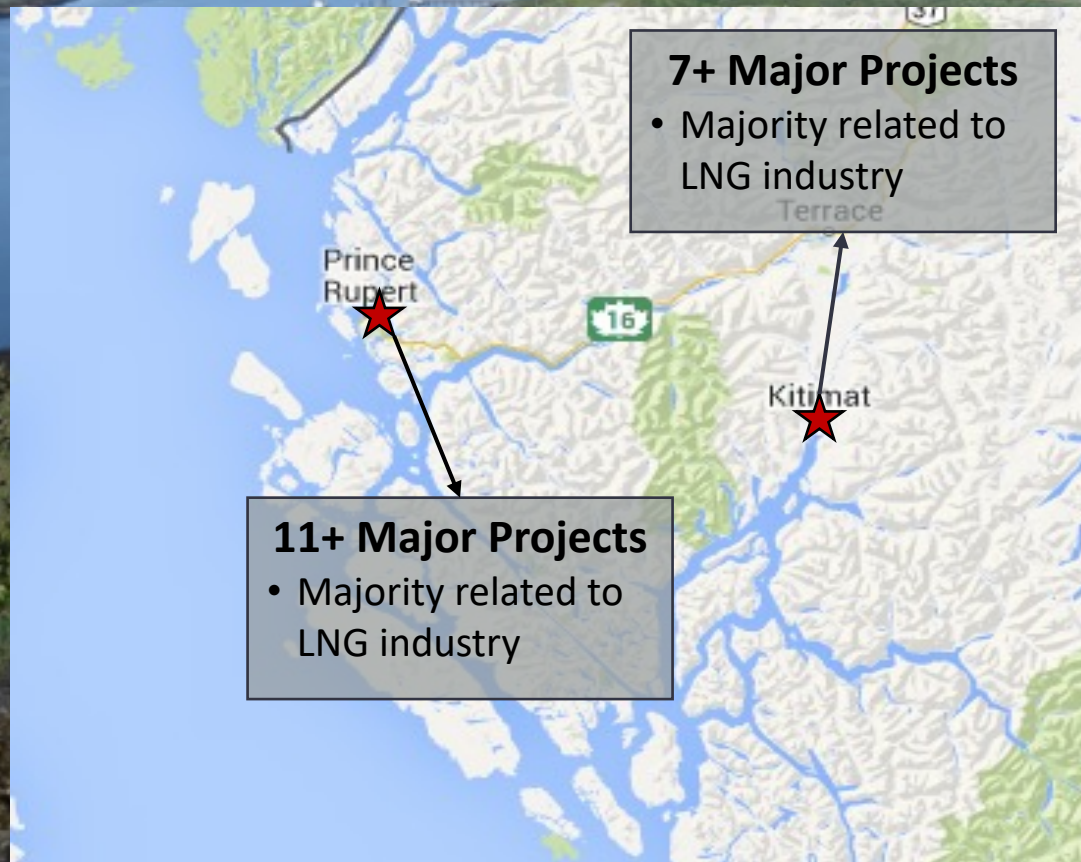 37
7+ Major Projects
• Majority related to
LNG industry
Terrace
Prince
Rupert
16
Kitimat
11+ Major Projects
• Majority related to
LNG industry